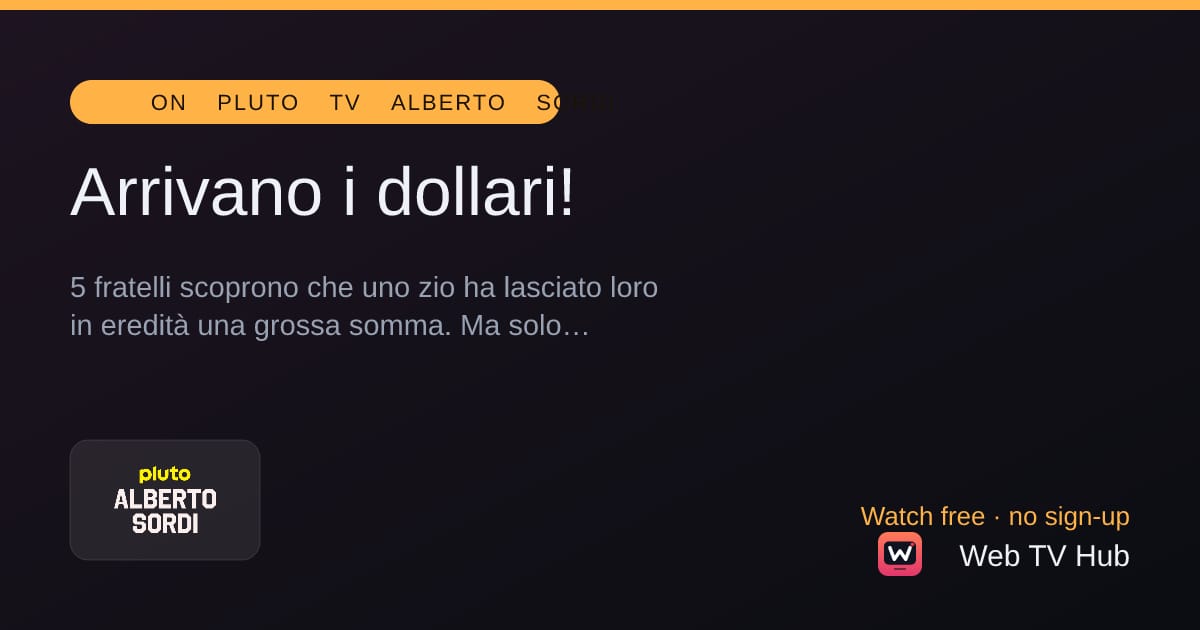 ON PLUTO TV ALBERTO SORDI
Arrivano i dollari!
5 fratelli scoprono che uno zio ha lasciato loro
in eredità una grossa somma. Ma solo…
pluto
ALBERTO
SORDI
Watch free · no sign-up
W
Web TV Hub